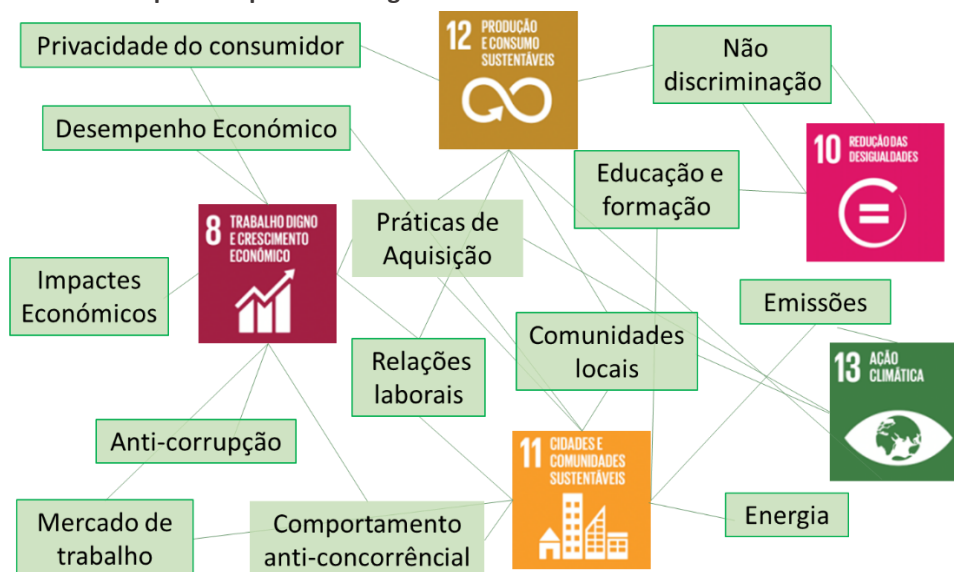 Privacidade do consumidor
12 PRODUÇÃO
E CONSUMO
SUSTENTÁVEIS
Não
discriminação
Desempenho Económico
10 REDUÇÃO DAS
DESIGUALDADES
Educação e
formação
8 TRABALHO DIGNO
E CRESCIMENTO
ECONÓMICO
Práticas de
Aquisição
Impactes
Económicos
Emissões
Comunidades
locais
Relações
laborais
13 AÇÃO
CLIMÁTICA
Anti-corrupção
11 CIDADES E
COMUNIDADES
SUSTENTÁVEIS
Energia
Mercado de
trabalho
Comportamento
anti-concorrêncial